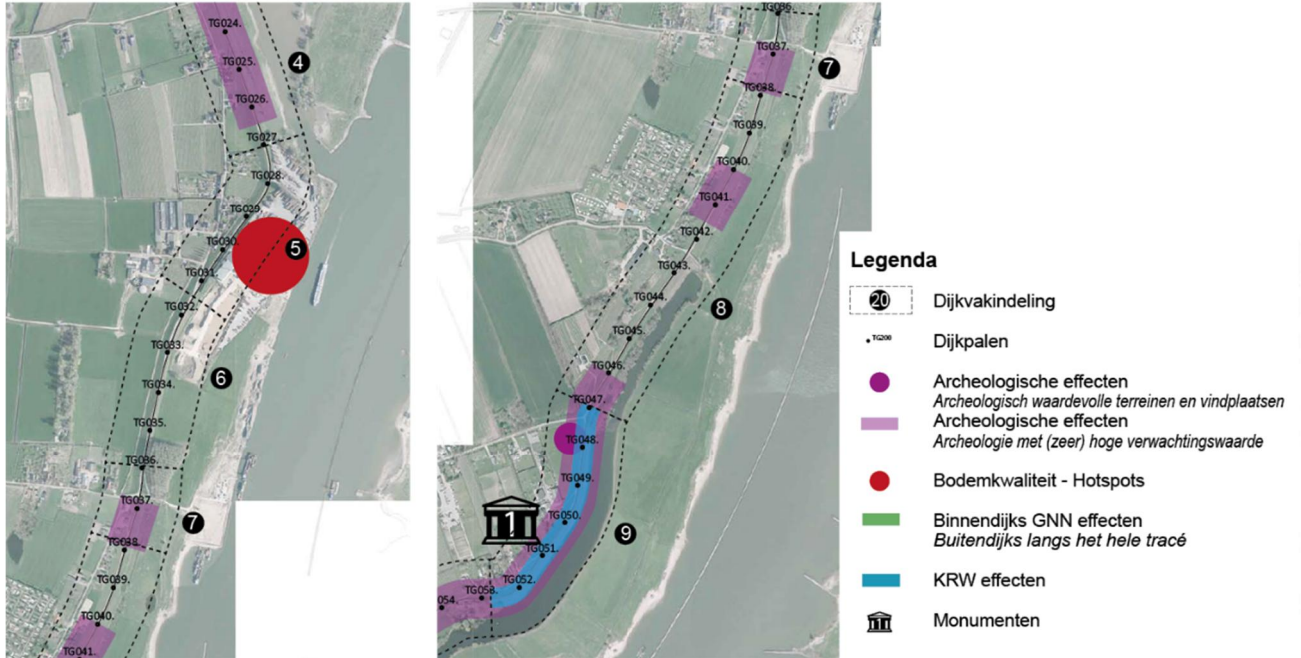 TG024.
4
TG025.
TG026.
TG027.
TG028.
TG029.
TG030.
5
TG031.
TG032.
TG033.
6
TG034.
TG035.
TG036.
TG037.
7
TG038.
TG039.
TG040.
TG041.
TG036.
TG037.
7
TG038.
TG039.
TG040.
TG041.
TG042.
TG043.
TG044.
8
TG045.
TG046.
TG047.
TG048.
TG049.
1
TG050.
9
TG051.
TG052.
TG053.
054.
Legenda
20 Dijkvakindeling
TG200 Dijkpalen
Archeologische effecten
Archeologisch waardevolle terreinen en vindplaatsen
Archeologische effecten
Archeologie met (zeer) hoge verwachtingswaarde
Bodemkwaliteit - Hotspots
Binnendijks GNN effecten
Buitendijks langs het hele tracé
KRW effecten
1 Monumenten